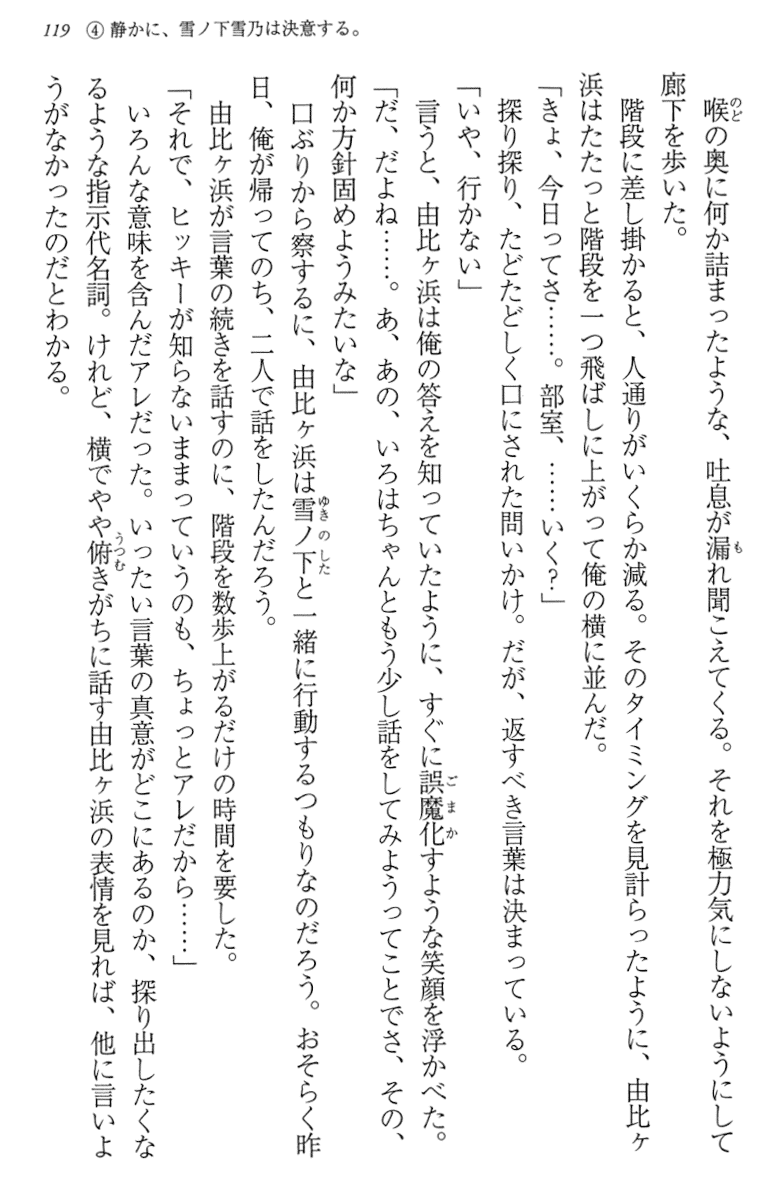 119 ④ 静かに、雪ノ下雪乃は決意する。
喉の奥に何か詰まったような、吐息が漏れ聞こえてくる。それを極力気にしないようにして
廊下を歩いた。
階段に差し掛かると、人通りがいくらか減る。そのタイミングを見計らったように、由比ヶ
浜はたたっと階段を一つ飛ばしに上がって俺の横に並んだ。
「きょ、今日ってさ……。部室、……いく?」
探り探り、たどたどしく口にされた問いかけ。だが、返すべき言葉は決まっている。
「いや、行かない」
言うと、由比ヶ浜は俺の答えを知っていたように、すぐに誤魔化すような笑顔を浮かべた。
「だ、だよね……。あ、あの、いろはちゃんともう少し話をしてみようってことでさ、その、
何か方針固めようみたいな」
口ぶりから察するに、由比ヶ浜は雪ノ下と一緒に行動するつもりなのだろう。おそらく昨
日、俺が帰ってのち、二人で話をしたんだろう。
由比ヶ浜が言葉の続きを話すのに、階段を数歩上がるだけの時間を要した。
「それで、ヒッキーが知らないままっていうのも、ちょっとアレだから……」
いろんな意味を含んだアレだった。いったい言葉の真意がどこにあるのか、探り出したくな
るような指示代名詞。けれど、横でやや俯きがちに話す由比ヶ浜の表情を見れば、他に言いよ
うがなかったのだとわかる。